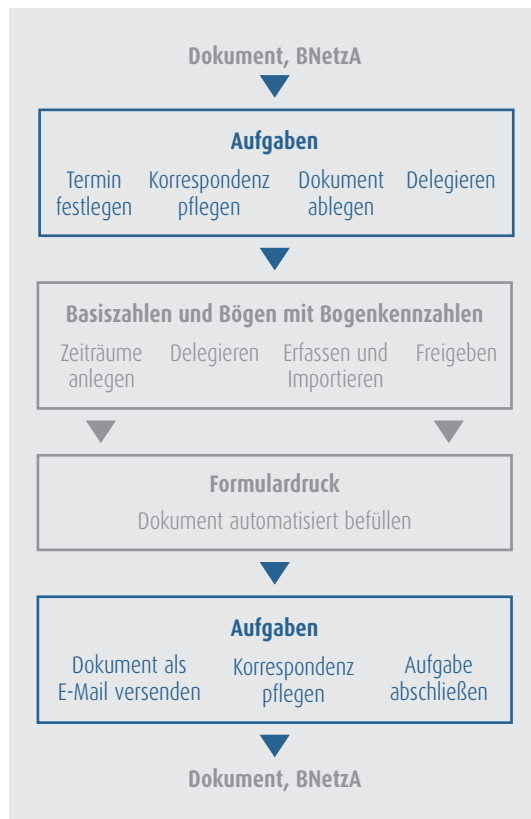 Dokument, BNetzA
Aufgaben
Termin festlegen
Korrespondenz pflegen
Dokument ablegen
Delegieren
Basiszahlen und Bögen mit Bogenkennzahlen
Zeiträume anlegen
Delegieren
Erfassen und Importieren
Freigeben
Formulardruck
Dokument automatisiert befüllen
Aufgaben
Dokument als E-Mail versenden
Korrespondenz pflegen
Aufgabe abschließen
Dokument, BNetzA